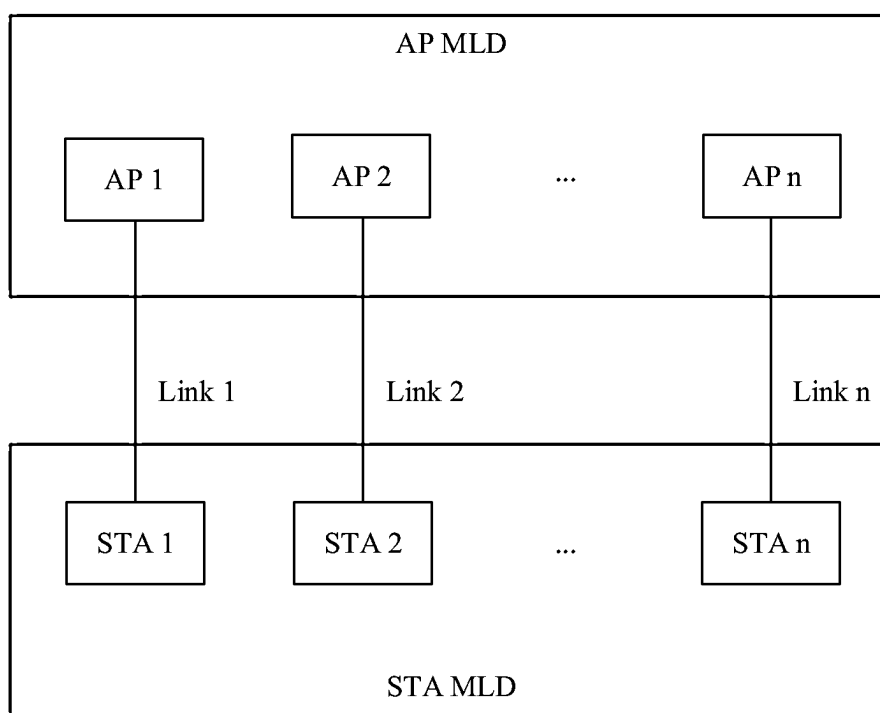 AP MLD
AP 1
AP 2
...
AP n
Link 1
Link 2
Link n
STA 1
STA 2
...
STA n
STA MLD